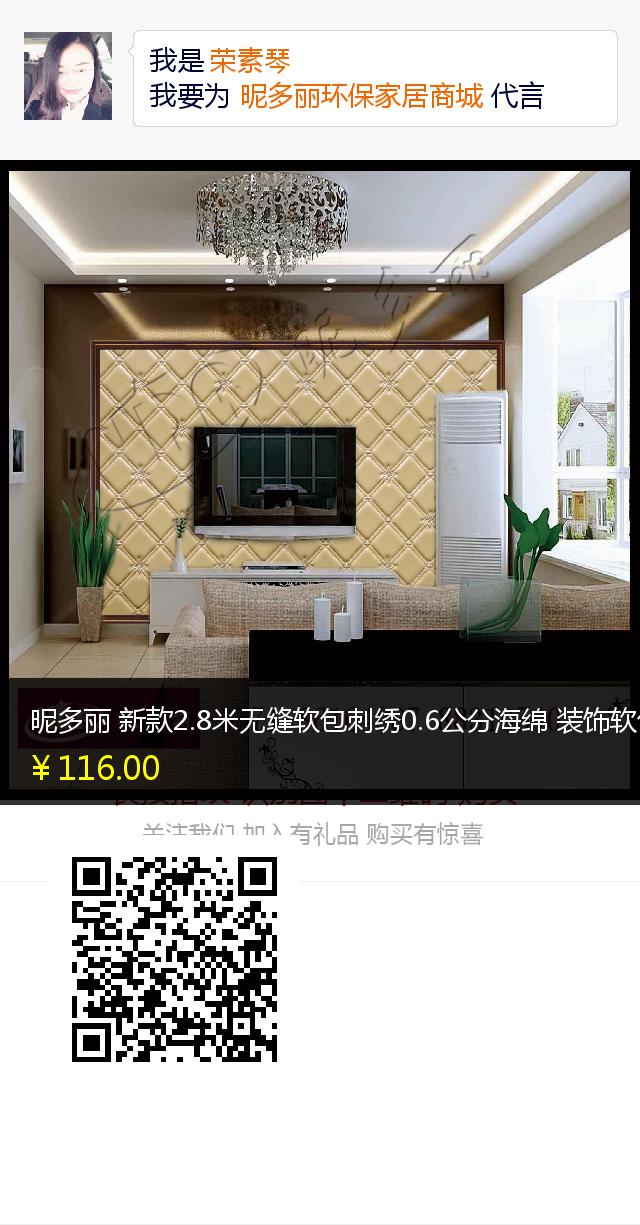 我是 荣素琴
我要为 昵多丽环保家居商城 代言
昵多丽
昵多丽 新款2.8米无缝软包刺绣0.6公分海绵 装饰软
¥116.00
关注我们 加入有礼品 购买有惊喜